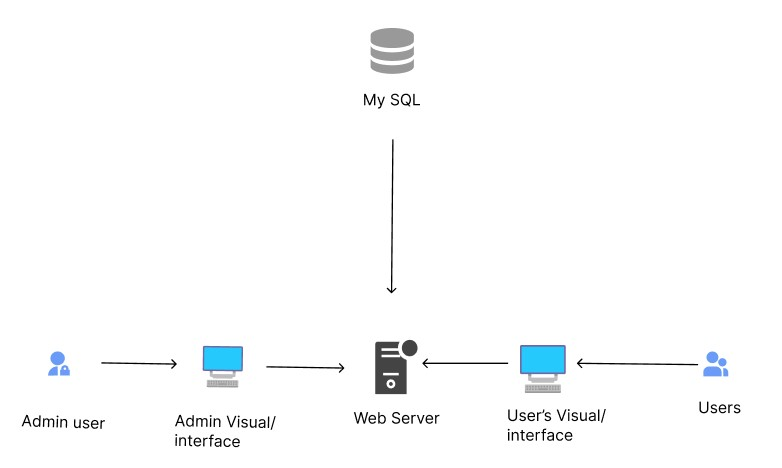 My SQL
Admin user
Admin Visual/
interface
Web Server
User's Visual/
interface
Users